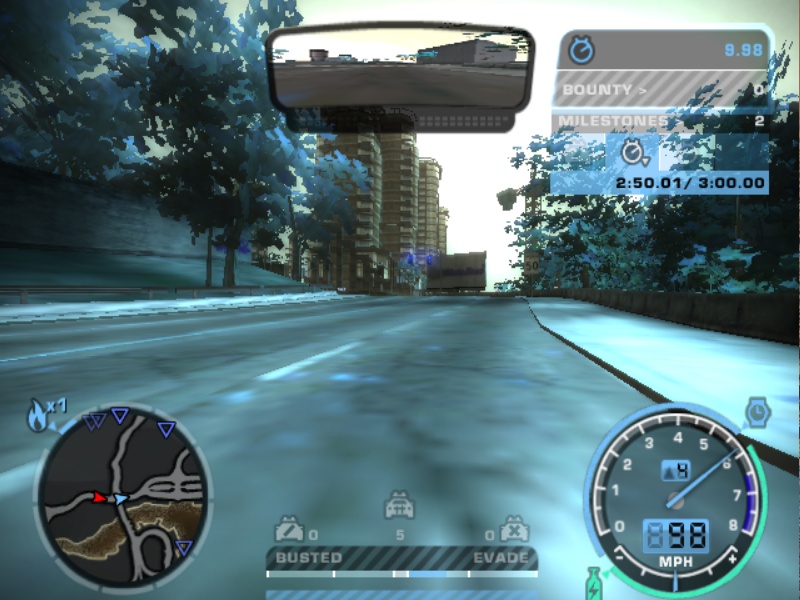 9.98
BOUNTY > 0
MILESTONES 2
2:50.01/ 3:00.00
50
x1
0 1 2 3 4 5 6 7 8
4
98
MPH
0 5 0
BUSTED EVADE